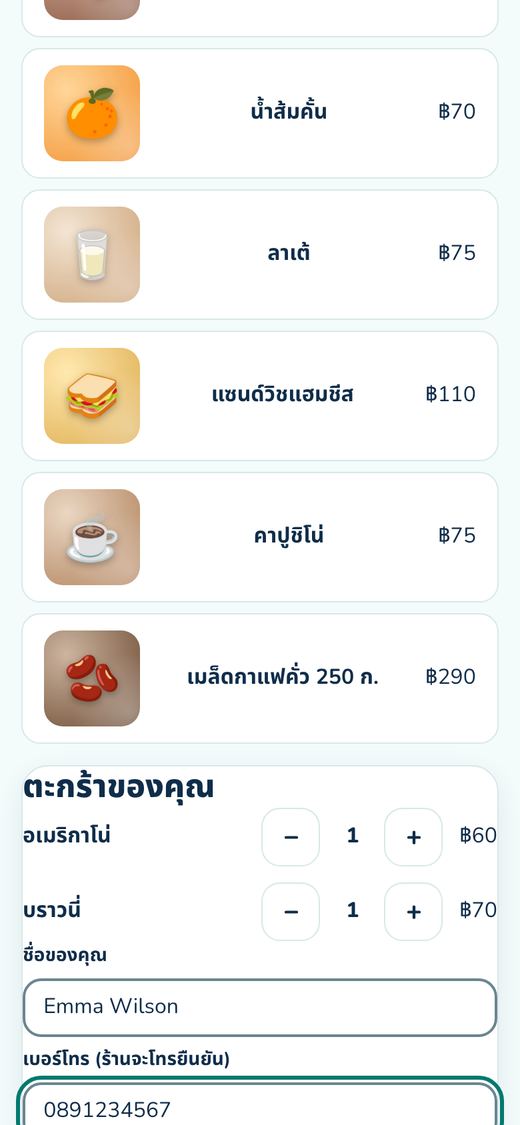 น้ำส้มคั้น ฿70
ลาเต้ ฿75
แซนด์วิชแฮมชีส ฿110
คาปูชิโน่ ฿75
เมล็ดกาแฟคั่ว 250 ก. ฿290
ตะกร้าของคุณ
อเมริกาโน่ − 1 + ฿60
บราวนี่ − 1 + ฿70
ชื่อของคุณ
Emma Wilson
เบอร์โทร (ร้านจะโทรยืนยัน)
0891234567